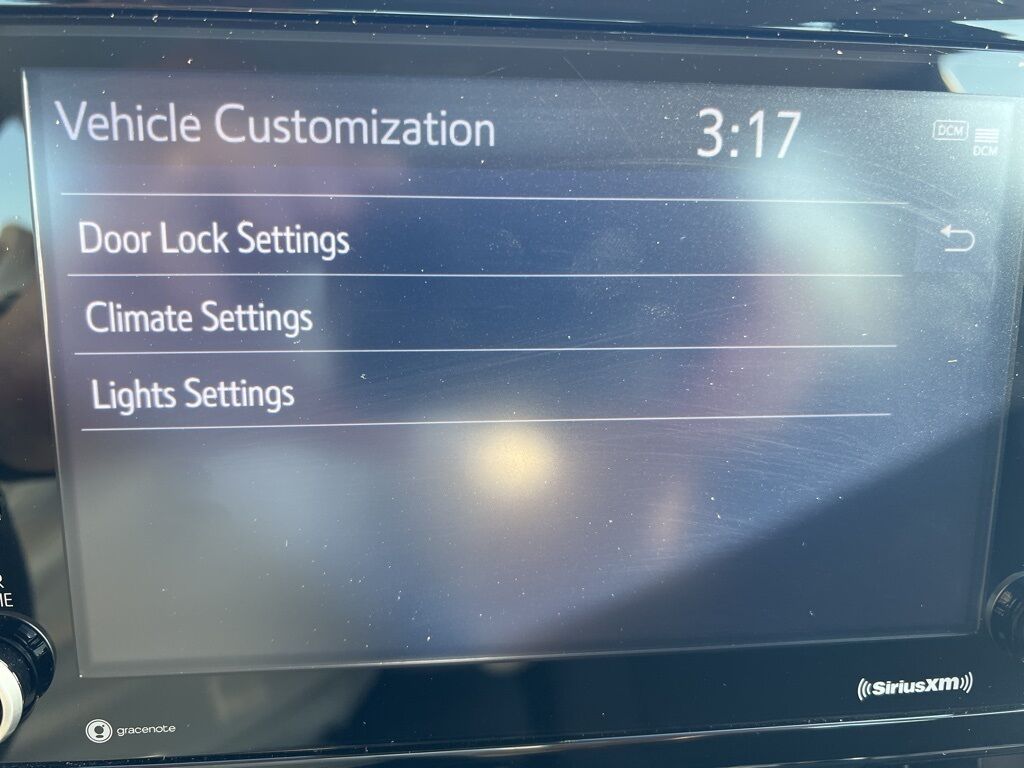 Vehicle Customization
3:17
DCM
DCM
Door Lock Settings
Climate Settings
Lights Settings
SiriusXM
gracenote